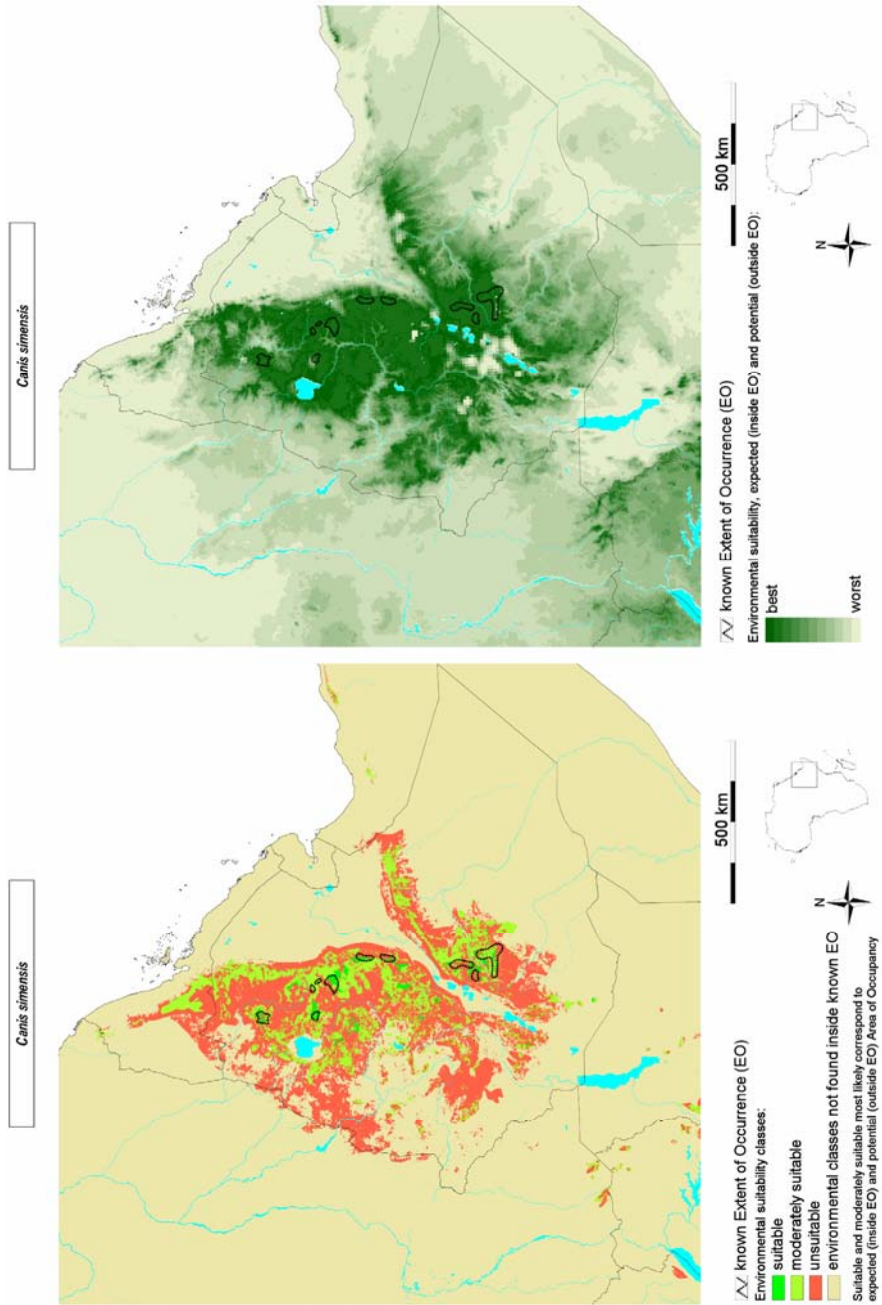 Canis simensis
known Extent of Occurrence (EO)
Environmental suitability classes:
suitable
moderately suitable
unsuitable
environmental classes not found inside known EO
Suitable and moderately suitable most likely correspond to
expected (inside EO) and potential (outside EO) Area of Occupancy
500 km
N
Canis simensis
known Extent of Occurrence (EO)
Environmental suitability, expected (inside EO) and potential (outside EO):
best
worst
500 km
N